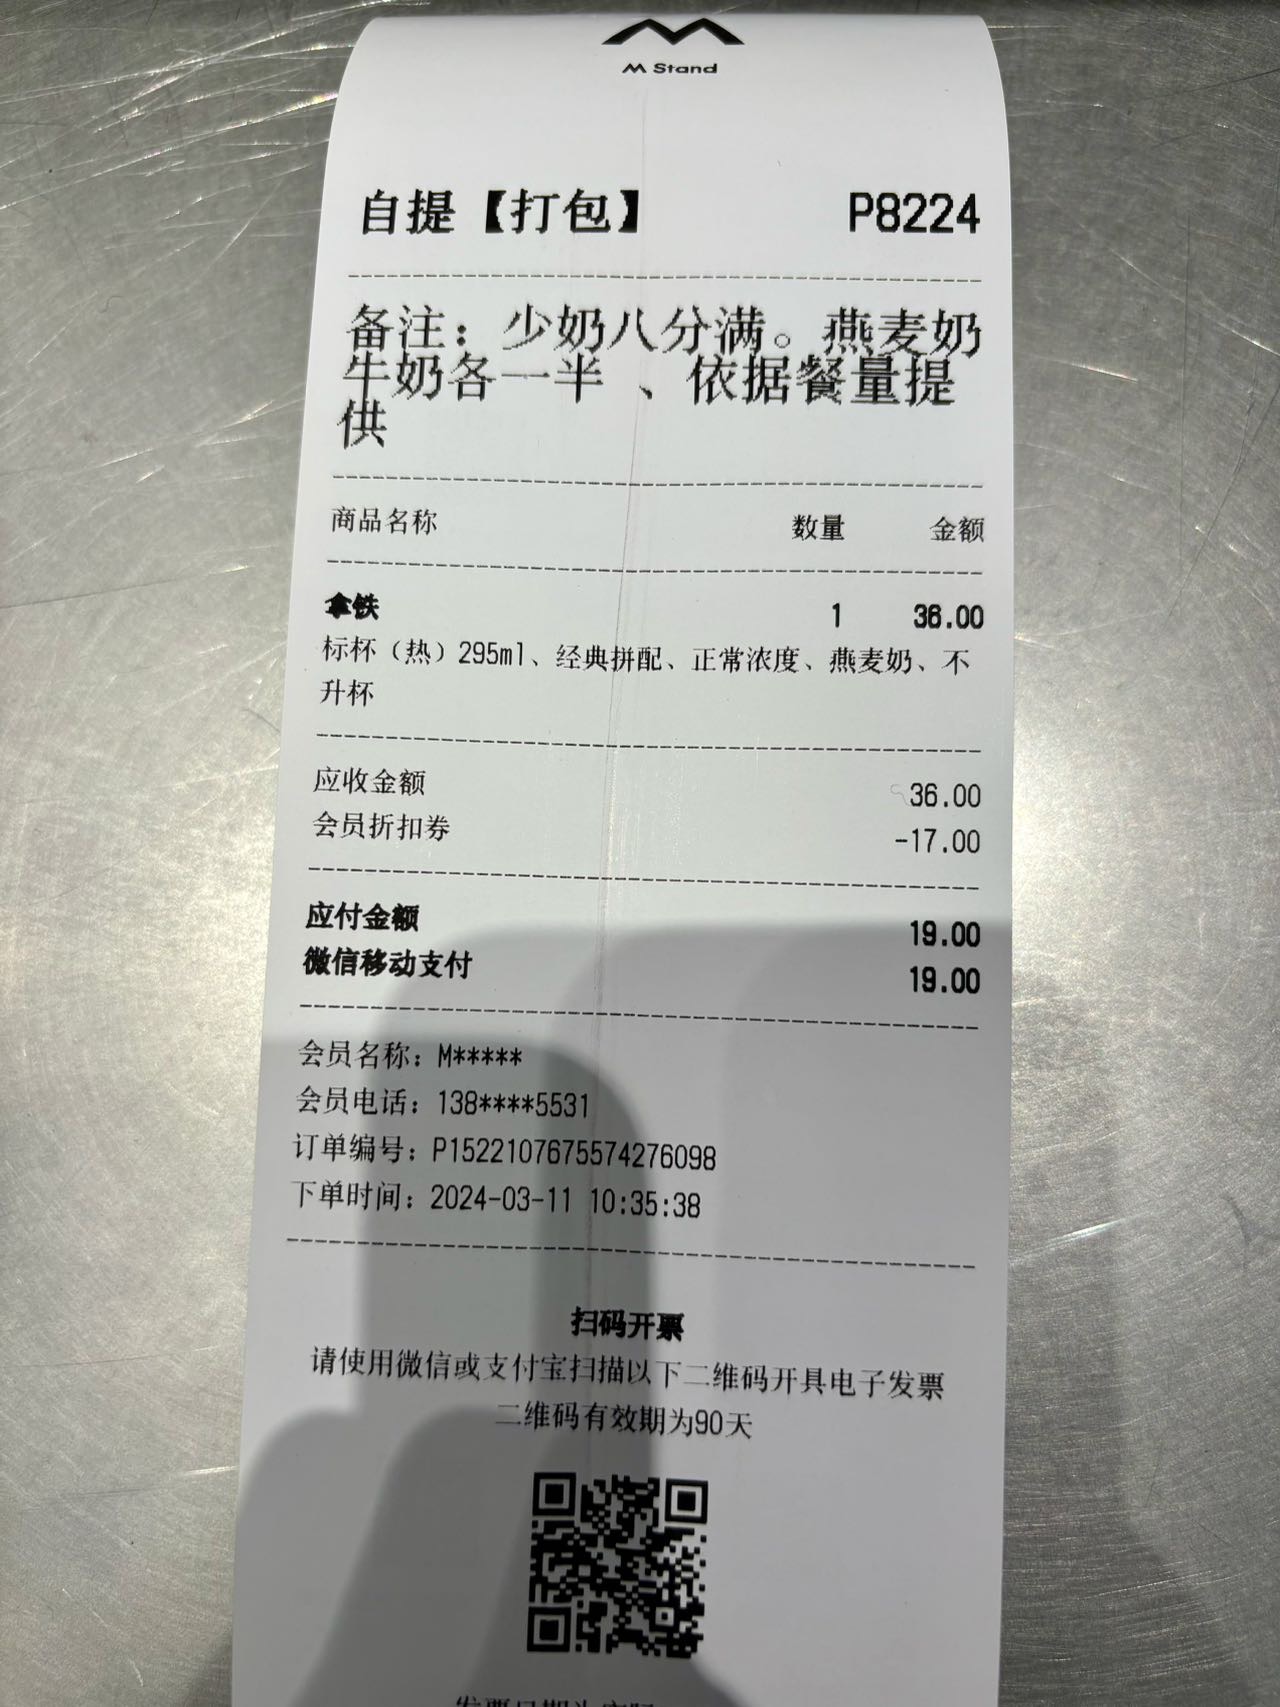 M Stand
自提【打包】 P8224
备注：少奶八分满。燕麦奶
牛奶各一半 、依据餐量提
供
商品名称 数量 金额
拿铁 1 36.00
标杯（热）295ml、经典拼配、正常浓度、燕麦奶、不
升杯
应收金额 36.00
会员折扣券 -17.00
应付金额 19.00
微信移动支付 19.00
会员名称：M*****
会员电话：138****5531
订单编号：P1522107675574276098
下单时间：2024-03-11 10:35:38
扫码开票
请使用微信或支付宝扫描以下二维码开具电子发票
二维码有效期为90天